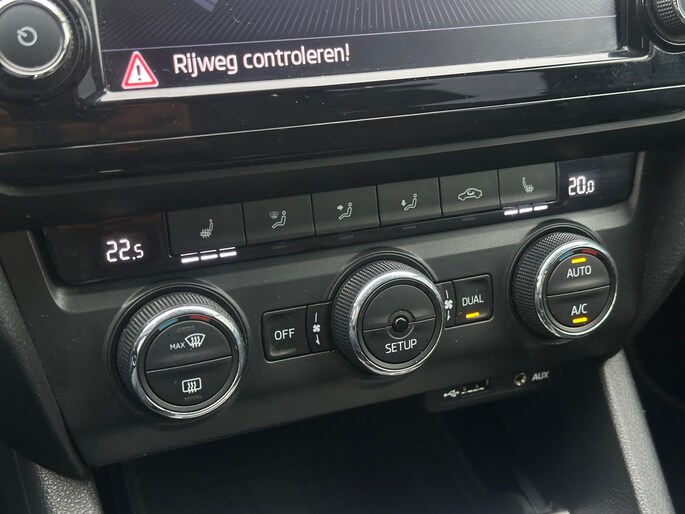 Rijweg controleren!
22.5
20.0
MAX
OFF
SETUP
DUAL
AUTO
A/C
AUX